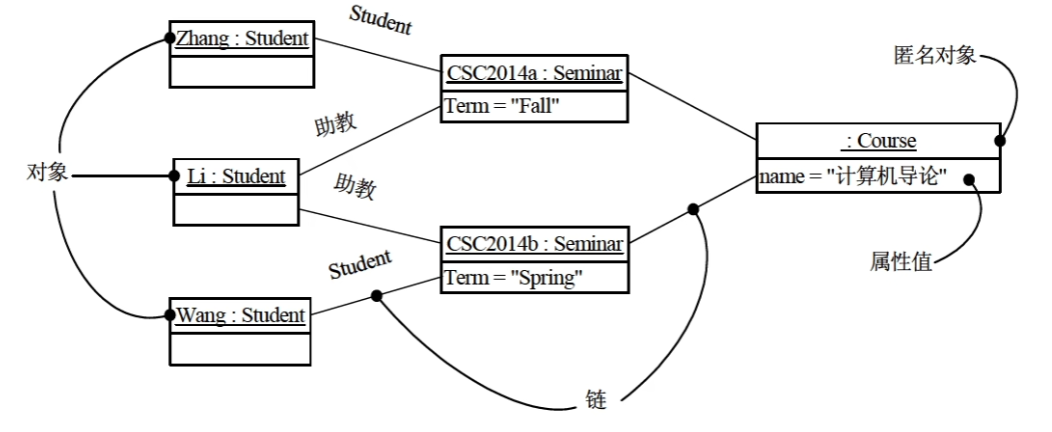 Student
Zhang : Student
匿名对象
CSC2014a : Seminar
Term = "Fall"
助教
: Course
对象
Li : Student
助教
name = "计算机导论"
CSC2014b : Seminar
属性值
Student
Term = "Spring"
Wang : Student
链